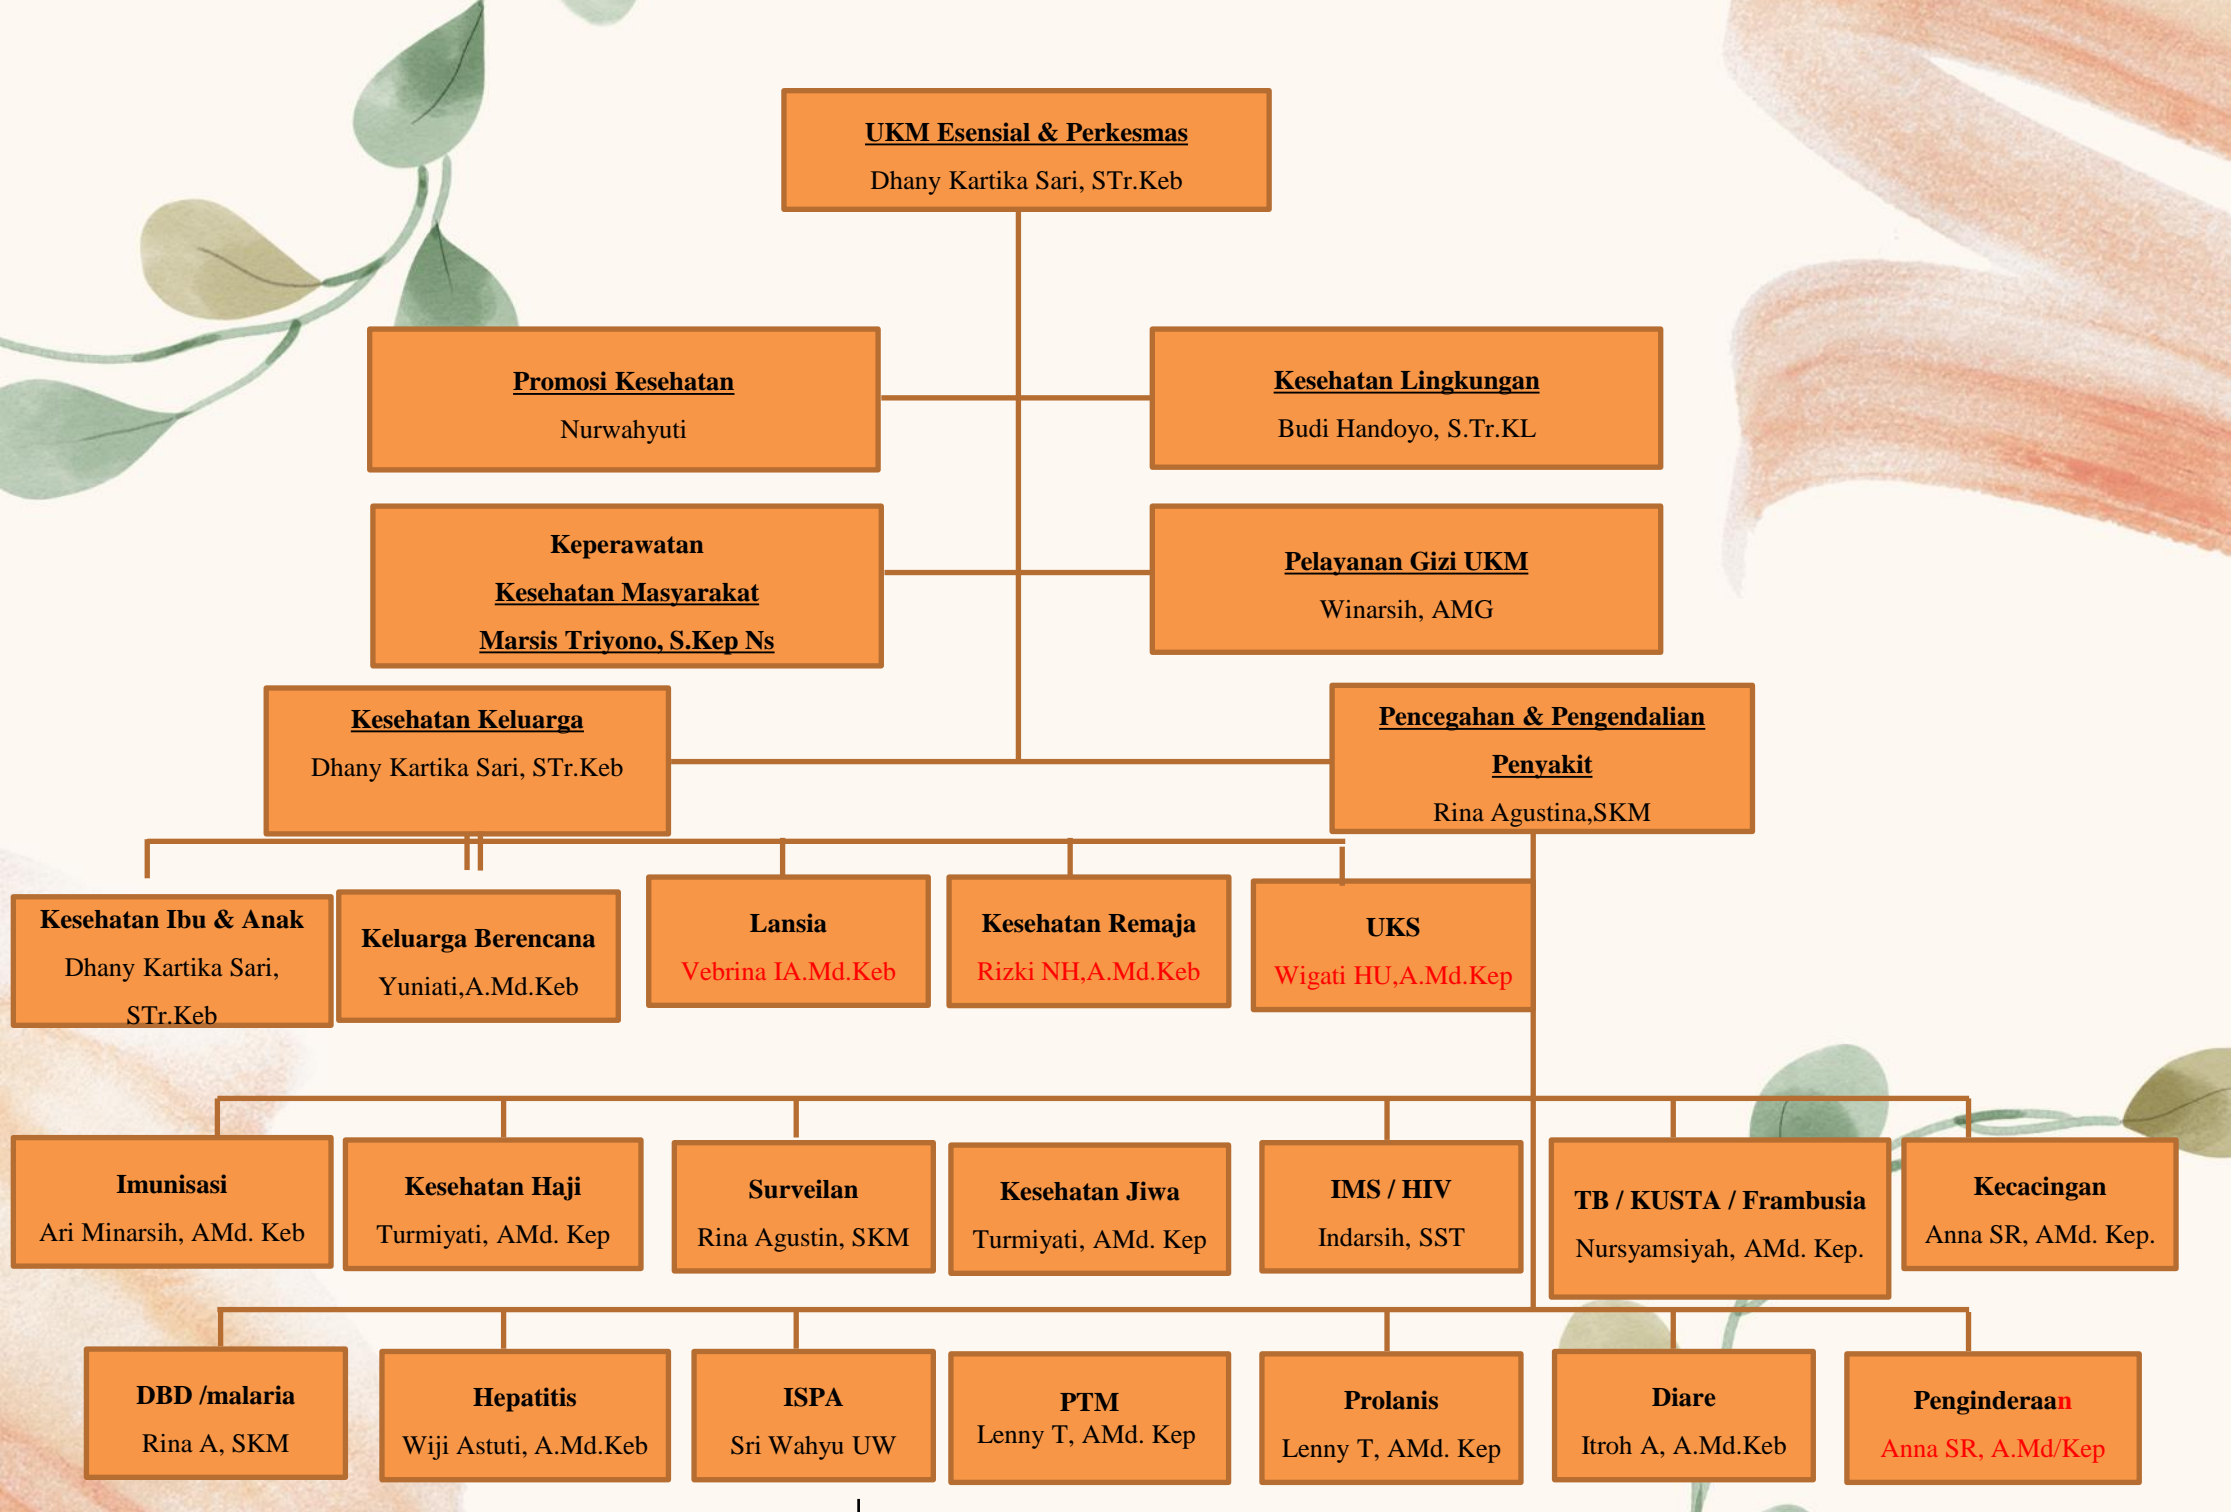 UKM Esensial & Perkesmas
Dhany Kartika Sari, STr.Keb
Promosi Kesehatan
Nurwahyuti
Kesehatan Lingkungan
Budi Handoyo, S.Tr.KL
Keperawatan
Kesehatan Masyarakat
Marsis Triyono, S.Kep Ns
Pelayanan Gizi UKM
Winarsih, AMG
Kesehatan Keluarga
Dhany Kartika Sari, STr.Keb
Pencegahan & Pengendalian
Penyakit
Rina Agustina,SKM
Kesehatan Ibu & Anak
Dhany Kartika Sari,
STr.Keb
Keluarga Berencana
Yuniati,A.Md.Keb
Lansia
Vebrina IA.Md.Keb
Kesehatan Remaja
Rizki NH,A.Md.Keb
UKS
Wigati HU,A.Md.Kep
Imunisasi
Ari Minarsih, AMd. Keb
Kesehatan Haji
Turmiyati, AMd. Kep
Surveilan
Rina Agustin, SKM
Kesehatan Jiwa
Turmiyati, AMd. Kep
IMS / HIV
Indarsih, SST
TB / KUSTA / Frambusia
Nursyamsiyah, AMd. Kep.
Kecacingan
Anna SR, AMd. Kep.
DBD /malaria
Rina A, SKM
Hepatitis
Wiji Astuti, A.Md.Keb
ISPA
Sri Wahyu UW
PTM
Lenny T, AMd. Kep
Prolanis
Lenny T, AMd. Kep
Diare
Itroh A, A.Md.Keb
Penginderaan
Anna SR, A.Md/Kep